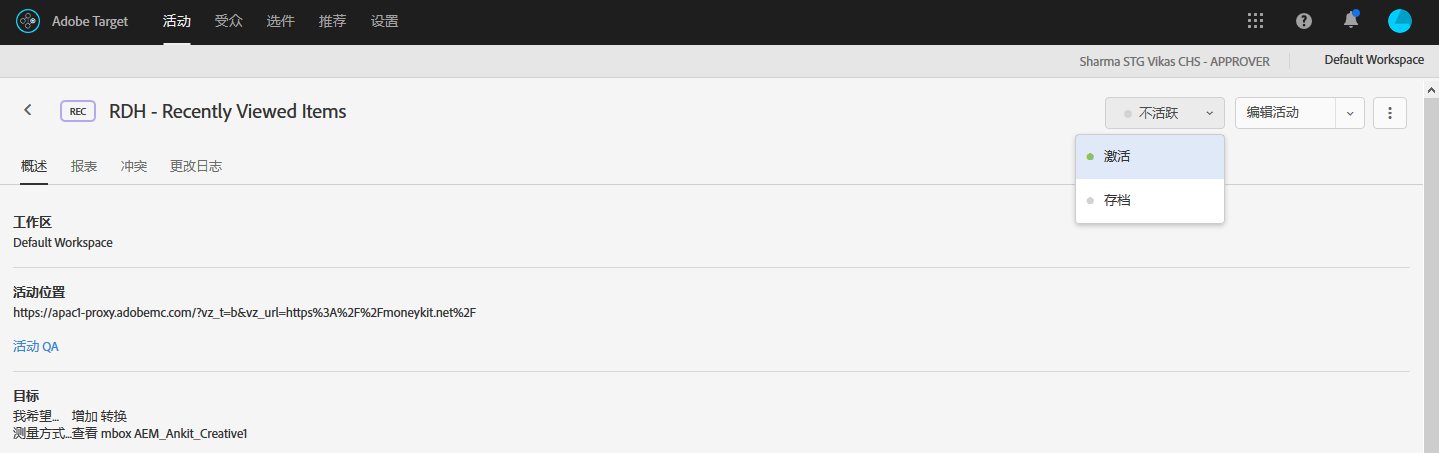 Adobe Target 活动 受众 选件 推荐 设置
Sharma STG Vikas CHS - APPROVER Default Workspace
REC RDH - Recently Viewed Items 不活跃 编辑活动
激活
存档
概述 报表 冲突 更改日志
工作区
Default Workspace
活动位置
https://apac1-proxy.adobemc.com/?vz_t=b&vz_url=https%3A%2F%2Fmoneykit.net%2F
活动 QA
目标
我希望... 增加 转换
测量方式...查看 mbox AEM_Ankit_Creative1